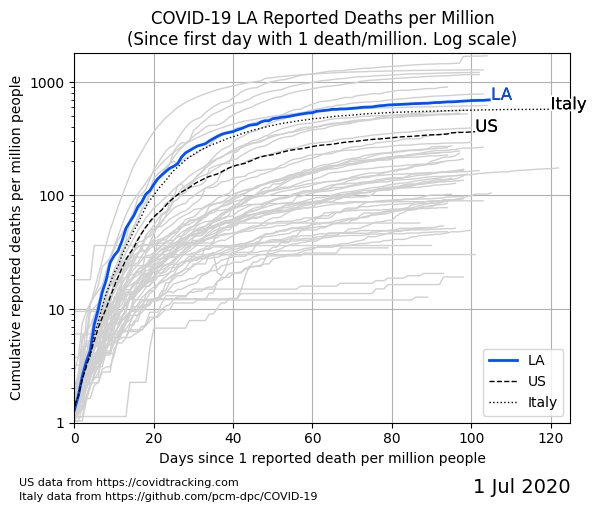 COVID-19 LA Reported Deaths per Million
(Since first day with 1 death/million. Log scale)
Cumulative reported deaths per million people
1000
100
10
1
LA
Italy
US
LA
US
Italy
0 20 40 60 80 100 120
Days since 1 reported death per million people
US data from https://covidtracking.com
Italy data from https://github.com/pcm-dpc/COVID-19
1 Jul 2020